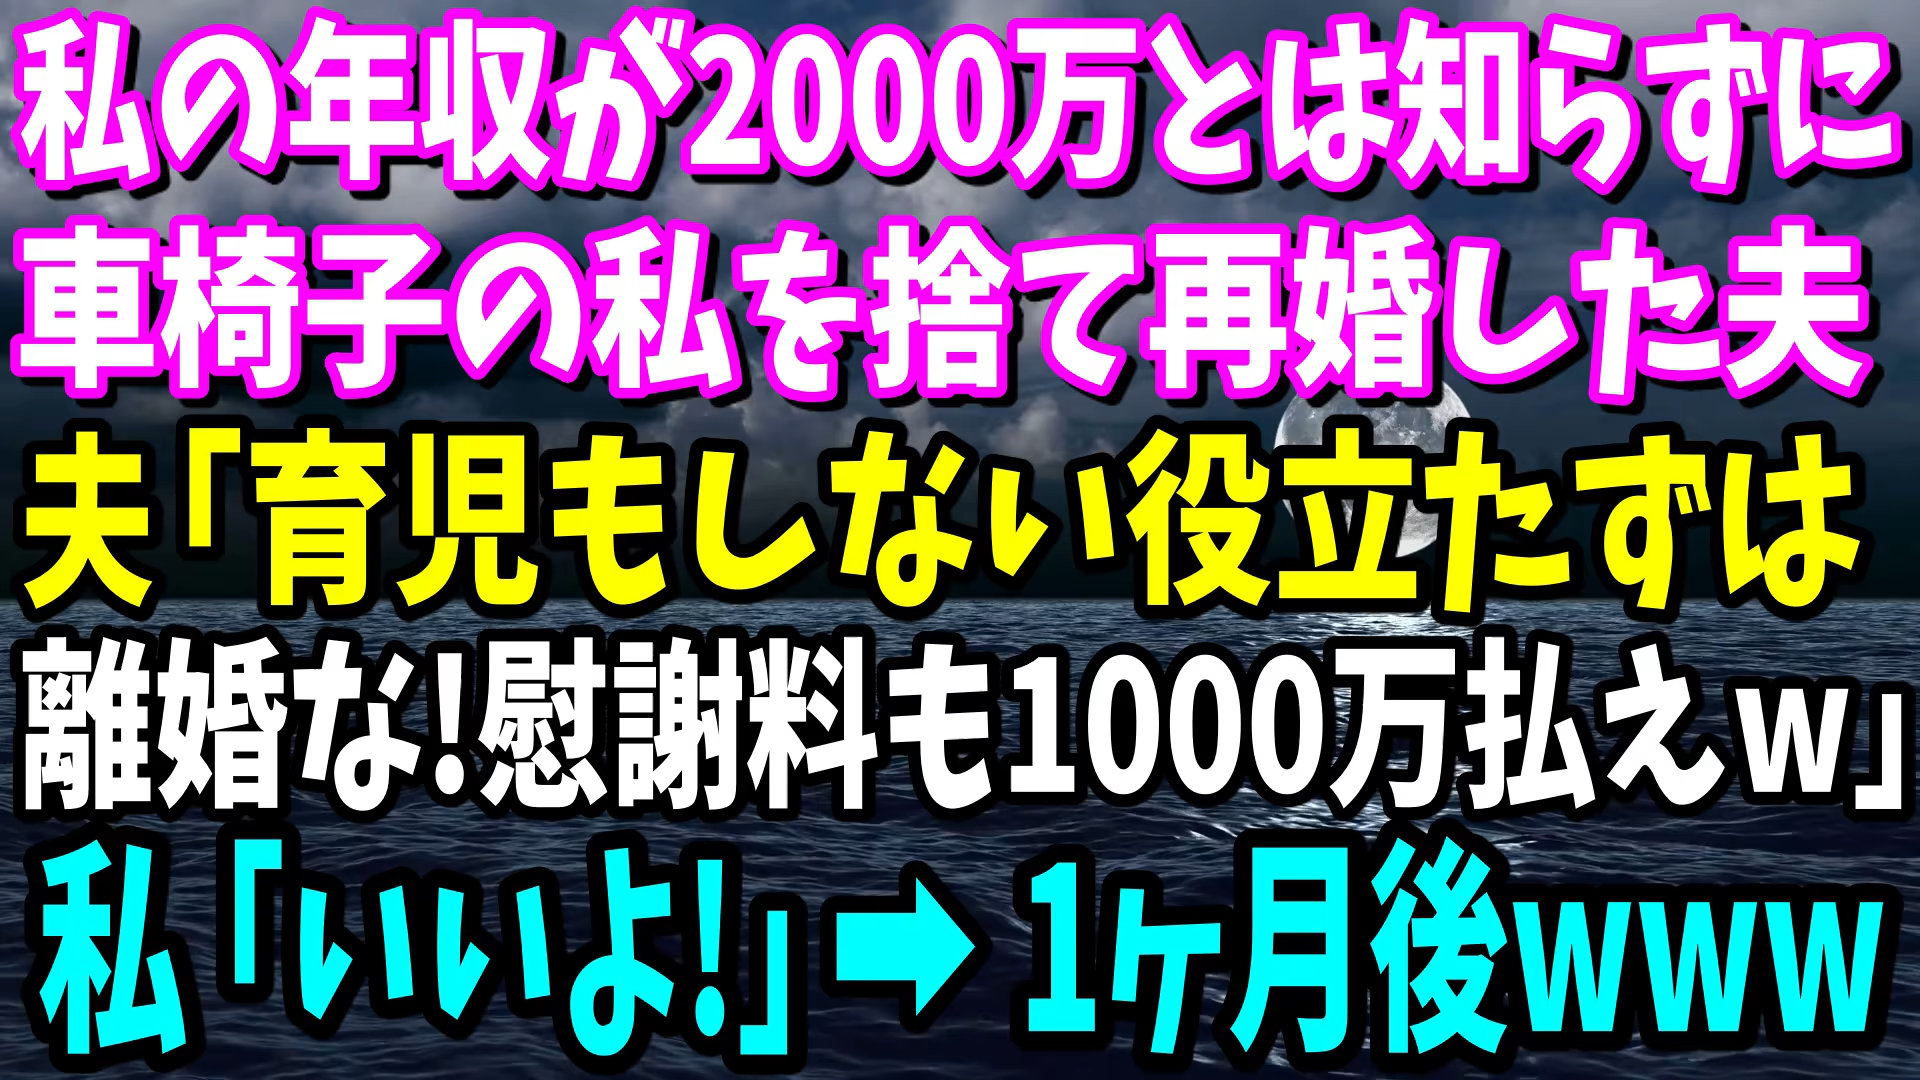 私の年収が2000万とは知らずに
車椅子の私を捨て再婚した夫
夫「育児もしない役立たずは
離婚な!慰謝料も1000万払えw」
私「いいよ!」➡1ヶ月後www